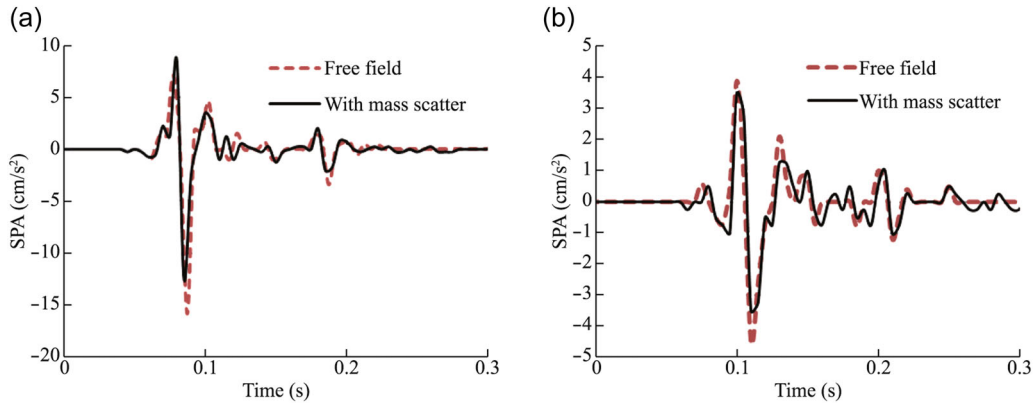 (a)
10
5
0
−5
−10
−15
−20
SPA (cm/s²)
Free field
With mass scatter
0 0.1 0.2 0.3
Time (s)
(b)
5
4
3
2
1
0
−1
−2
−3
−4
−5
SPA (cm/s²)
Free field
With mass scatter
0 0.1 0.2 0.3
Time (s)